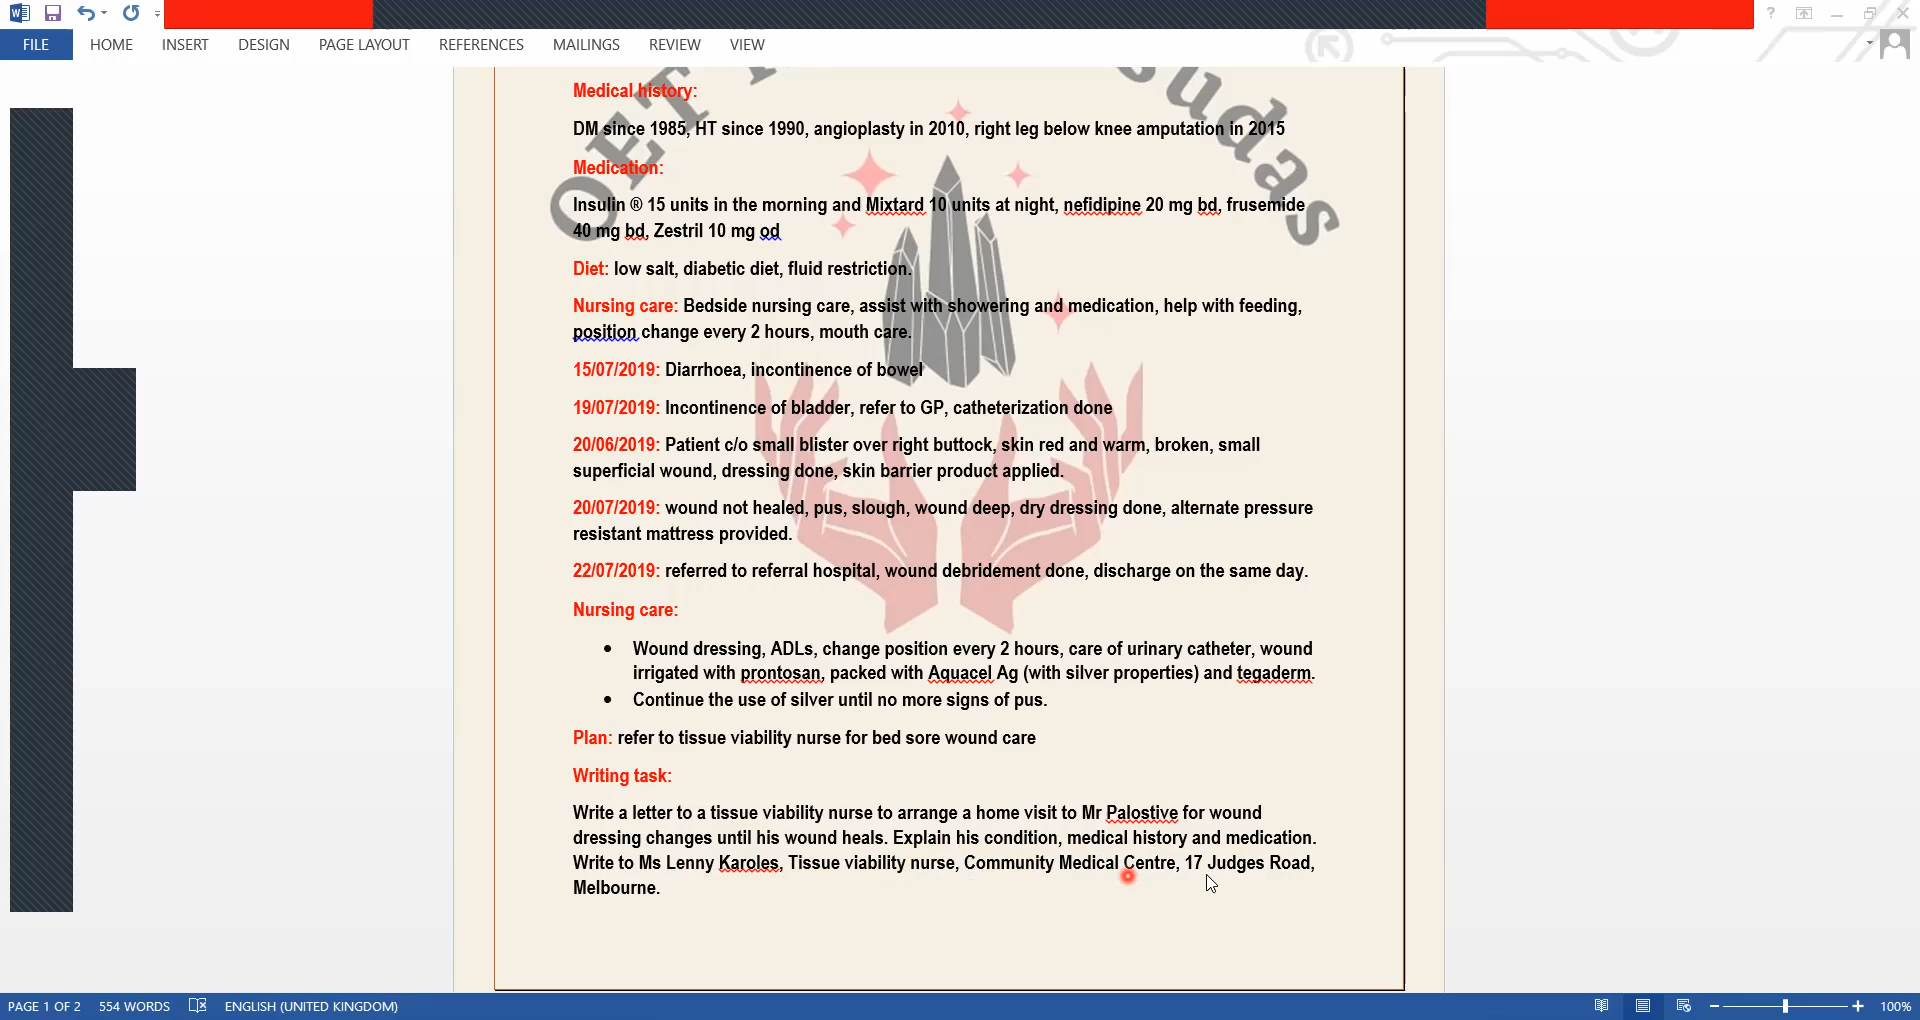 FILE HOME INSERT DESIGN PAGE LAYOUT REFERENCES MAILINGS REVIEW VIEW
Medical history:
DM since 1985, HT since 1990, angioplasty in 2010, right leg below knee amputation in 2015
Medication:
Insulin ® 15 units in the morning and Mixtard 10 units at night, nefidipine 20 mg bd, frusemide
40 mg bd, Zestril 10 mg od
Diet: low salt, diabetic diet, fluid restriction.
Nursing care: Bedside nursing care, assist with showering and medication, help with feeding,
position change every 2 hours, mouth care.
15/07/2019: Diarrhoea, incontinence of bowel
19/07/2019: Incontinence of bladder, refer to GP, catheterization done
20/06/2019: Patient c/o small blister over right buttock, skin red and warm, broken, small
superficial wound, dressing done, skin barrier product applied.
20/07/2019: wound not healed, pus, slough, wound deep, dry dressing done, alternate pressure
resistant mattress provided.
22/07/2019: referred to referral hospital, wound debridement done, discharge on the same day.
Nursing care:
• Wound dressing, ADLs, change position every 2 hours, care of urinary catheter, wound
irrigated with prontosan, packed with Aquacel Ag (with silver properties) and tegaderm.
• Continue the use of silver until no more signs of pus.
Plan: refer to tissue viability nurse for bed sore wound care
Writing task:
Write a letter to a tissue viability nurse to arrange a home visit to Mr Palostive for wound
dressing changes until his wound heals. Explain his condition, medical history and medication.
Write to Ms Lenny Karoles, Tissue viability nurse, Community Medical Centre, 17 Judges Road,
Melbourne.
OET
sudas
PAGE 1 OF 2 554 WORDS ENGLISH (UNITED KINGDOM) 100%